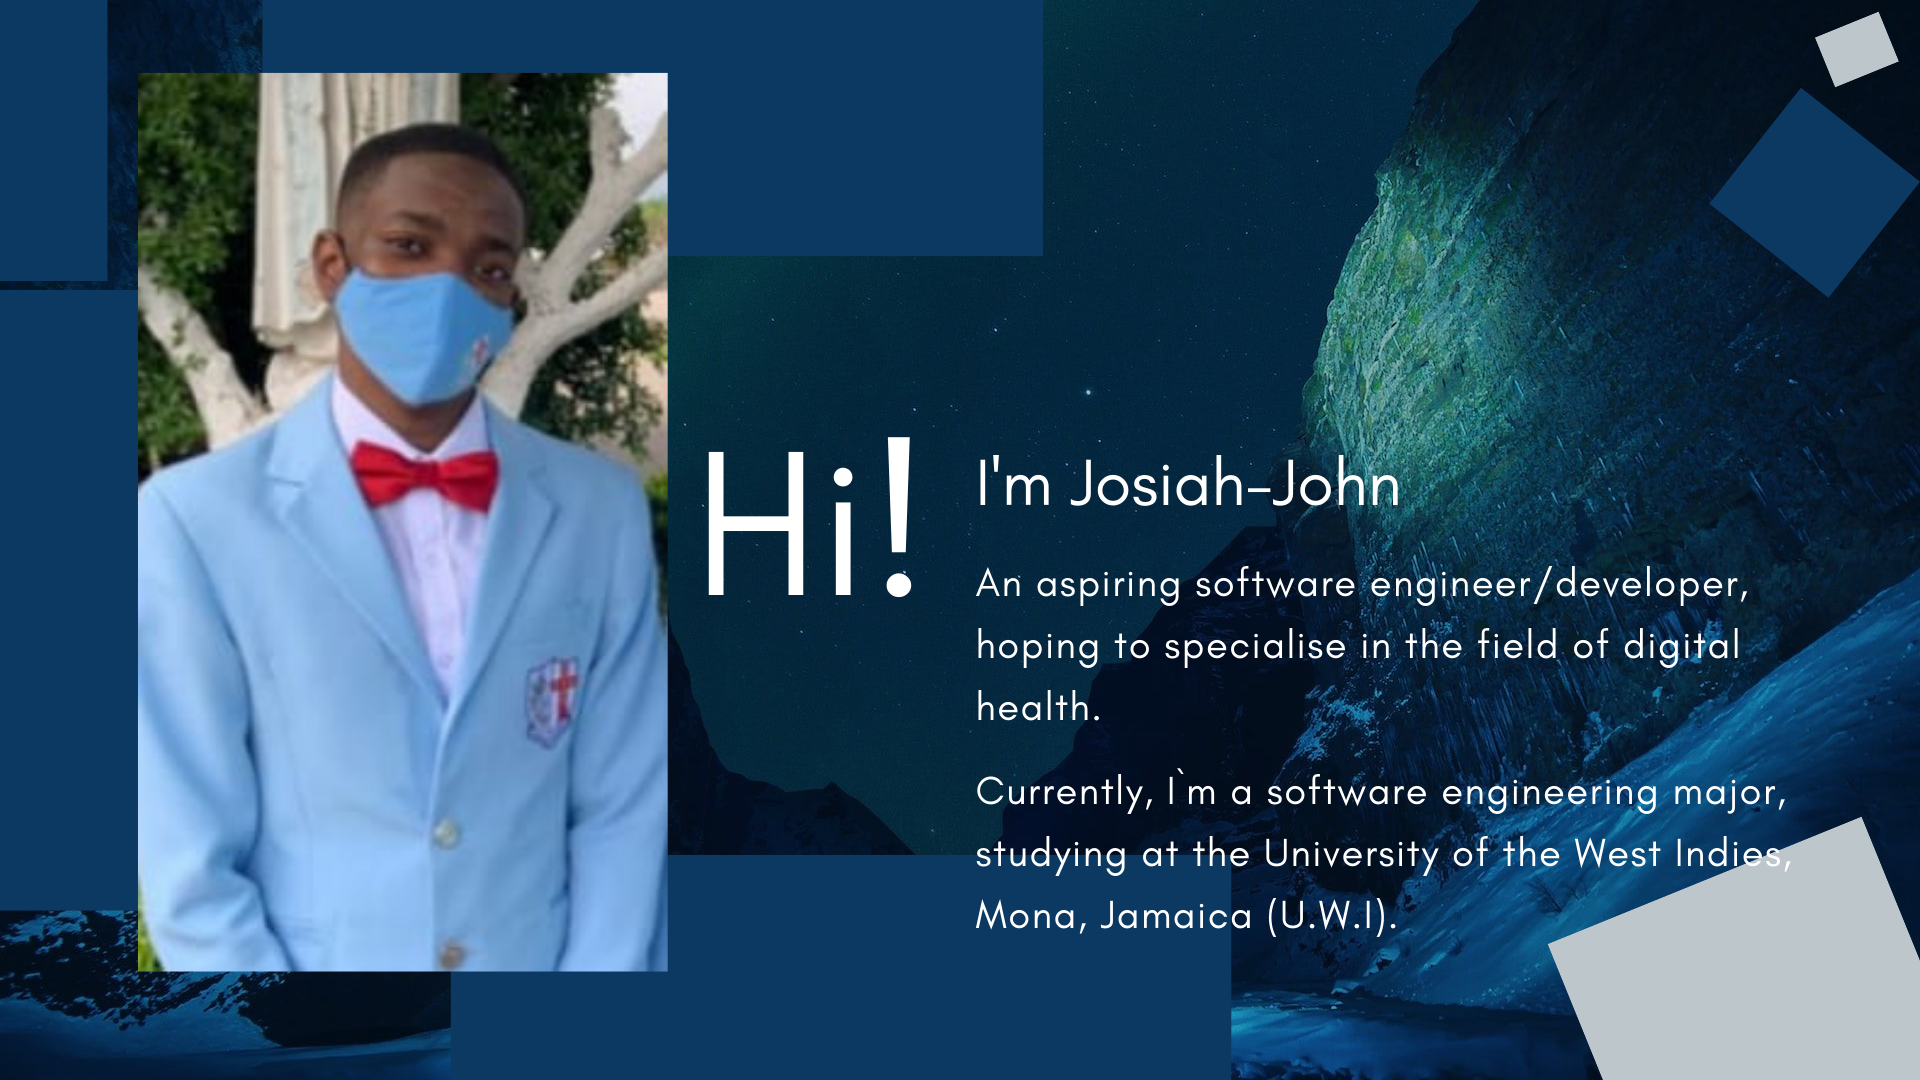 Hi!
I'm Josiah-John
An aspiring software engineer/developer,
hoping to specialise in the field of digital
health.
Currently, I`m a software engineering major,
studying at the University of the West Indies,
Mona, Jamaica (U.W.I).